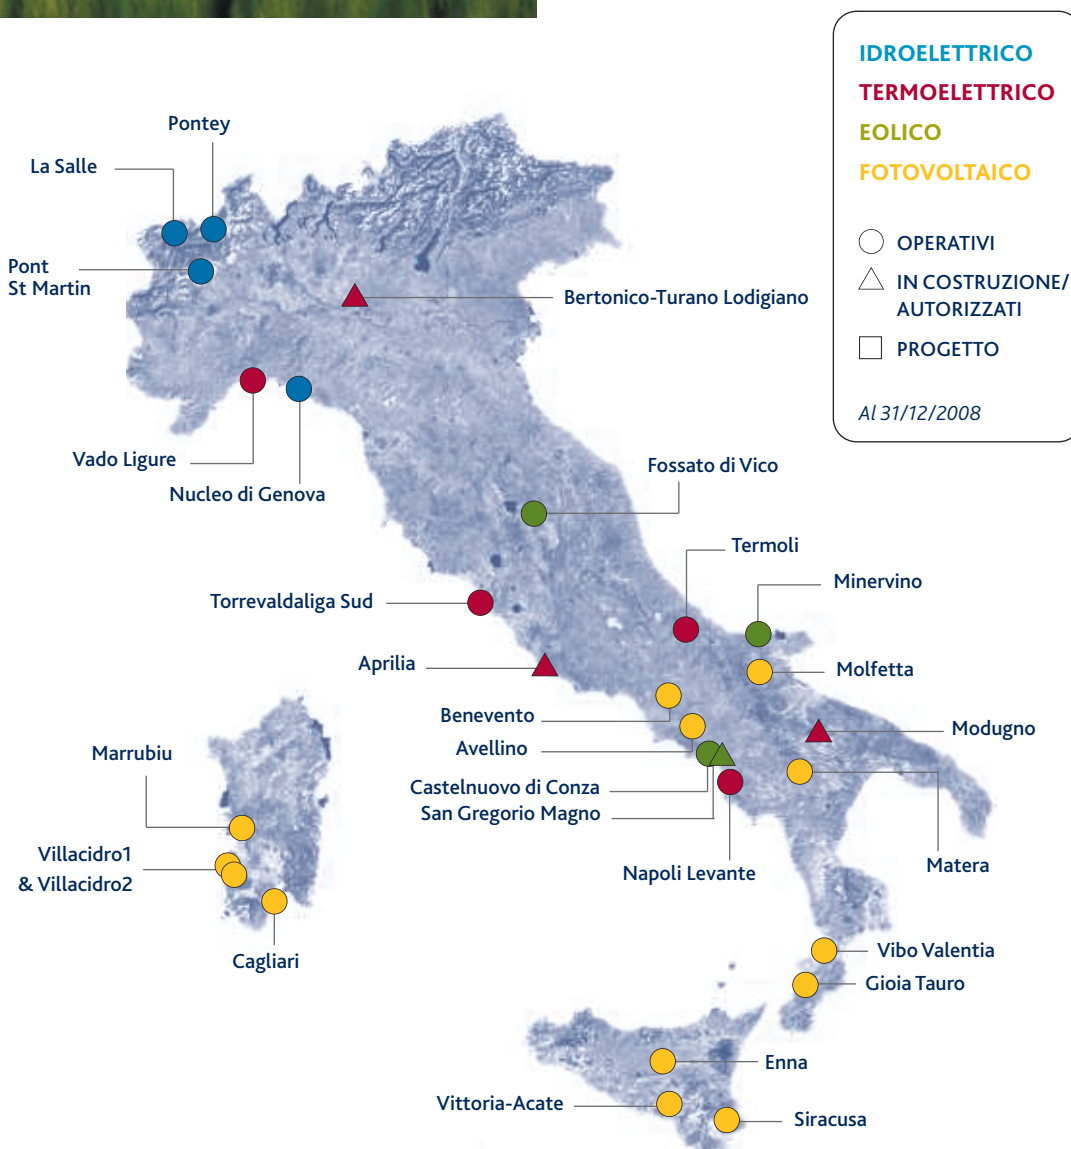 IDROELETTRICO
TERMOELETTRICO
EOLICO
FOTOVOLTAICO
OPERATIVI
IN COSTRUZIONE/
AUTORIZZATI
PROGETTO
Al 31/12/2008
Pontey
La Salle
Pont
St Martin
Bertonico-Turano Lodigiano
Vado Ligure
Nucleo di Genova
Fossato di Vico
Termoli
Minervino
Torrevaldaliga Sud
Aprilia
Molfetta
Benevento
Avellino
Modugno
Marrubiu
Castelnuovo di Conza
San Gregorio Magno
Villacidro1
& Villacidro2
Napoli Levante
Matera
Cagliari
Vibo Valentia
Gioia Tauro
Enna
Vittoria-Acate
Siracusa